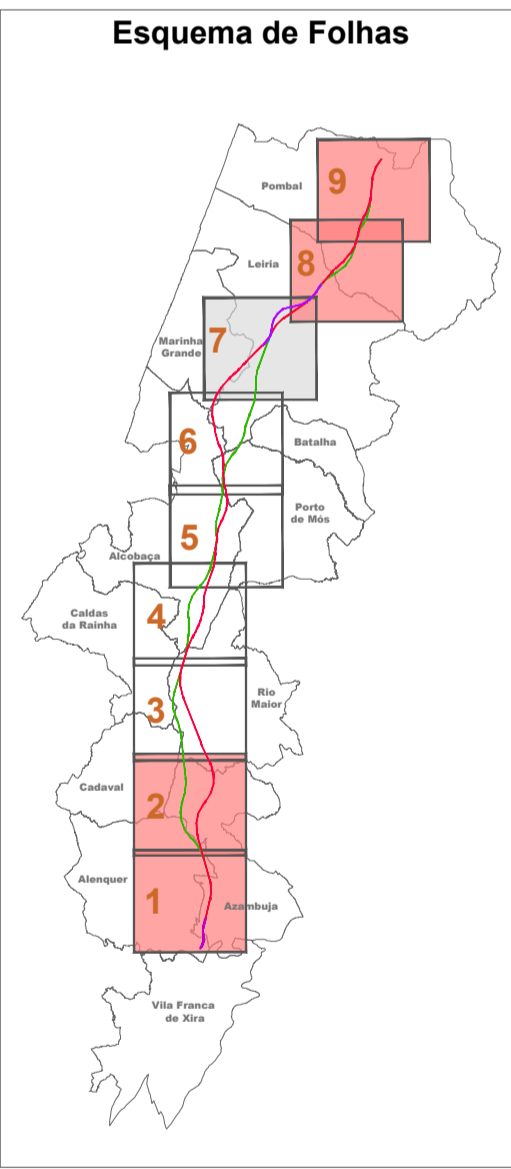 Esquema de Folhas
9
Pombal
8
Leiria
7
Marinha
Grande
6
Batalha
Porto
de Mós
5
Alcobaça
4
Caldas
da Rainha
Rio
Maior
3
Cadaval
2
Alenquer
1
Azambuja
Vila Franca
de Xira